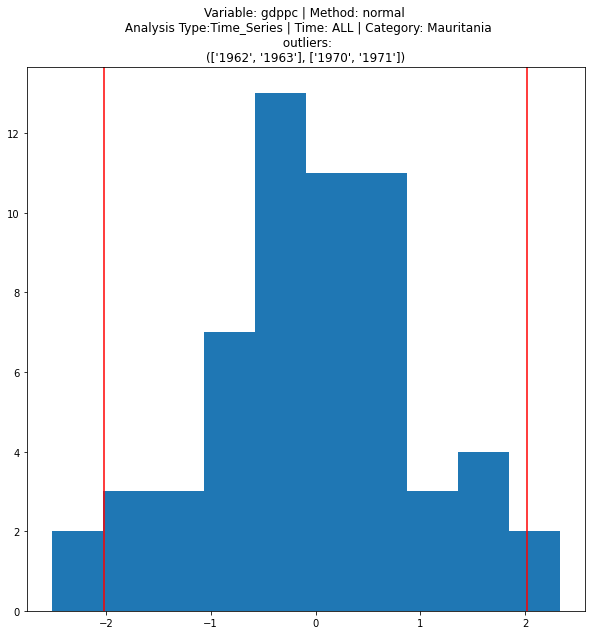 Variable: gdppc | Method: normal
Analysis Type:Time_Series | Time: ALL | Category: Mauritania
outliers:
(['1962', '1963'], ['1970', '1971'])
12
10
8
6
4
2
0
−2 −1 0 1 2